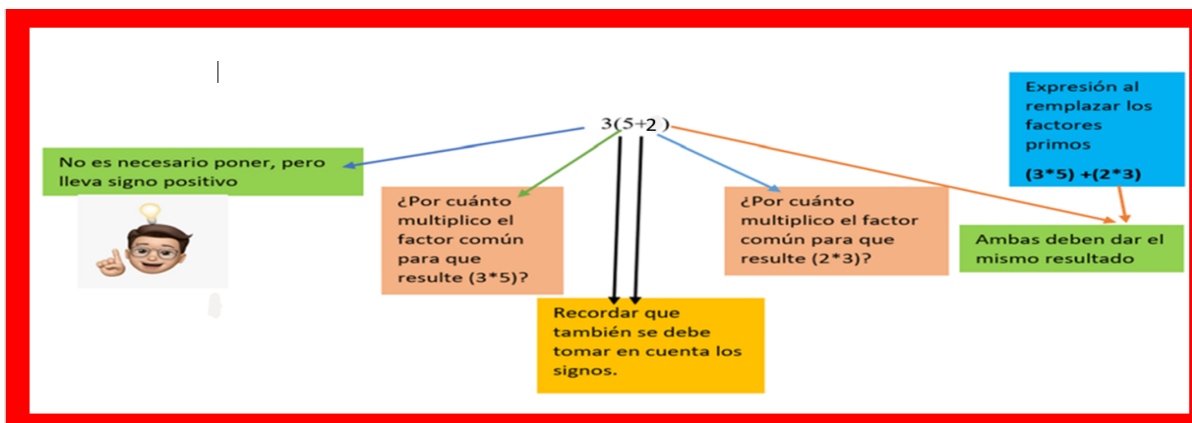 3(5+2)
Expresión al
remplazar los
factores
primos
(3*5) +(2*3)
No es necesario poner, pero
lleva signo positivo
¿Por cuánto
multiplico el
factor común
para que
resulte (3*5)?
¿Por cuánto
multiplico el factor
común para que
resulte (2*3)?
Ambas deben dar el
mismo resultado
Recordar que
también se debe
tomar en cuenta los
signos.